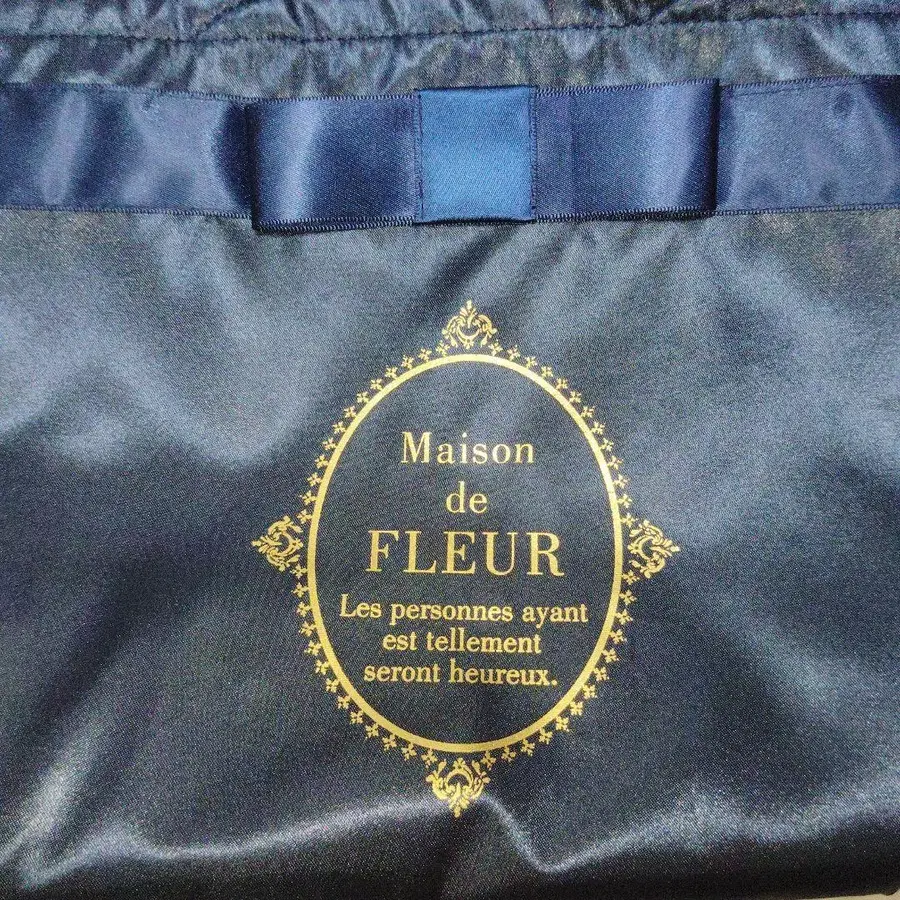 Maison
de
FLEUR
Les personnes ayant
est tellement
seront heureux.